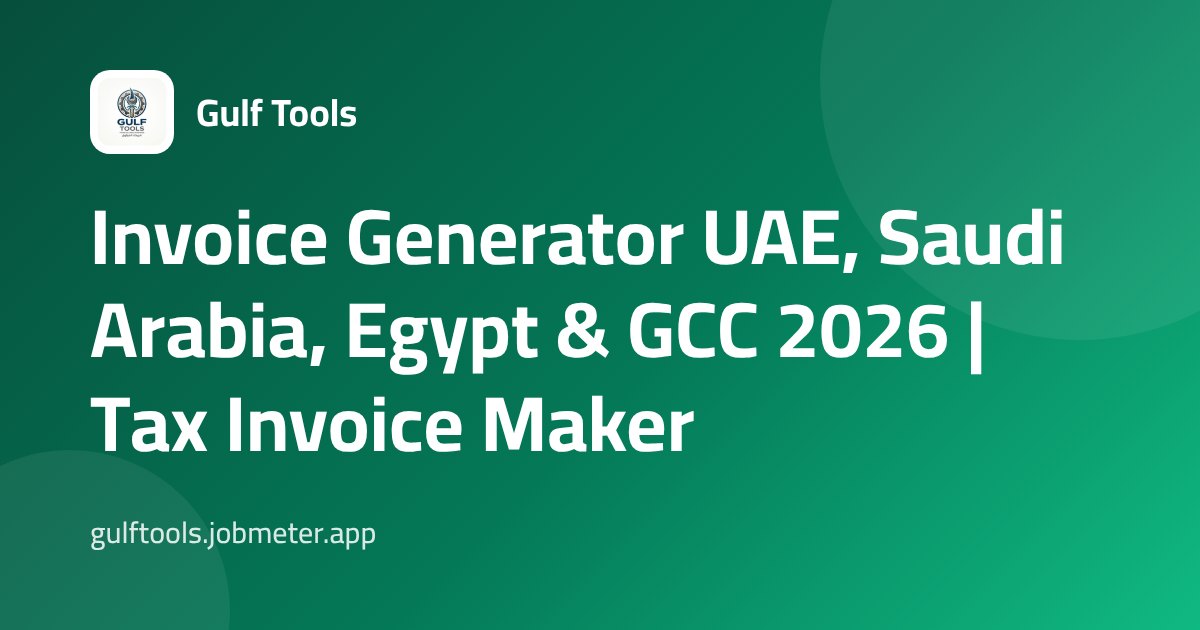 GULF
TOOLS
Gulf Tools
Invoice Generator UAE, Saudi
Arabia, Egypt & GCC 2026 |
Tax Invoice Maker
gulftools.jobmeter.app